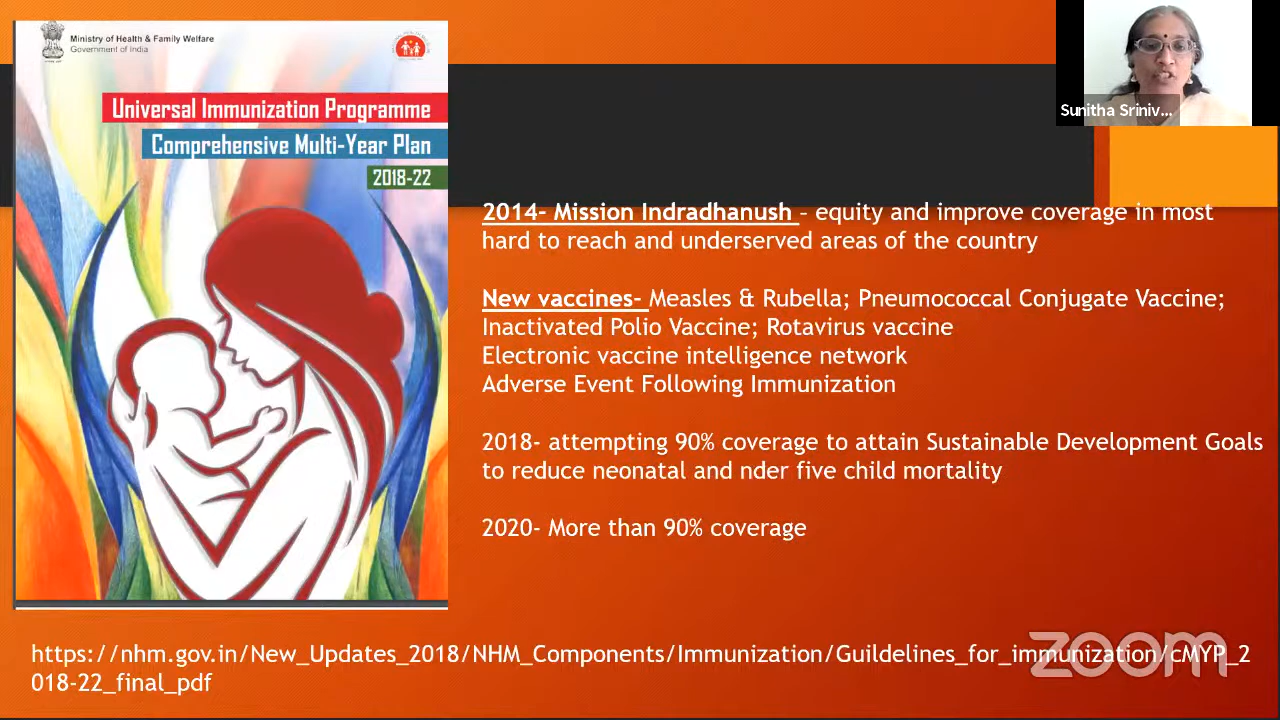 Ministry of Health & Family Welfare
Government of India
Universal Immunization Programme
Comprehensive Multi-Year Plan
2018-22
Sunitha Sriniv...
2014- Mission Indradhanush – equity and improve coverage in most
hard to reach and underserved areas of the country
New vaccines- Measles & Rubella; Pneumococcal Conjugate Vaccine;
Inactivated Polio Vaccine; Rotavirus vaccine
Electronic vaccine intelligence network
Adverse Event Following Immunization
2018- attempting 90% coverage to attain Sustainable Development Goals
to reduce neonatal and nder five child mortality
2020- More than 90% coverage
https://nhm.gov.in/New_Updates_2018/NHM_Components/Immunization/Guildelines_for_immunization/cMYP_2
018-22_final_pdf
zoom